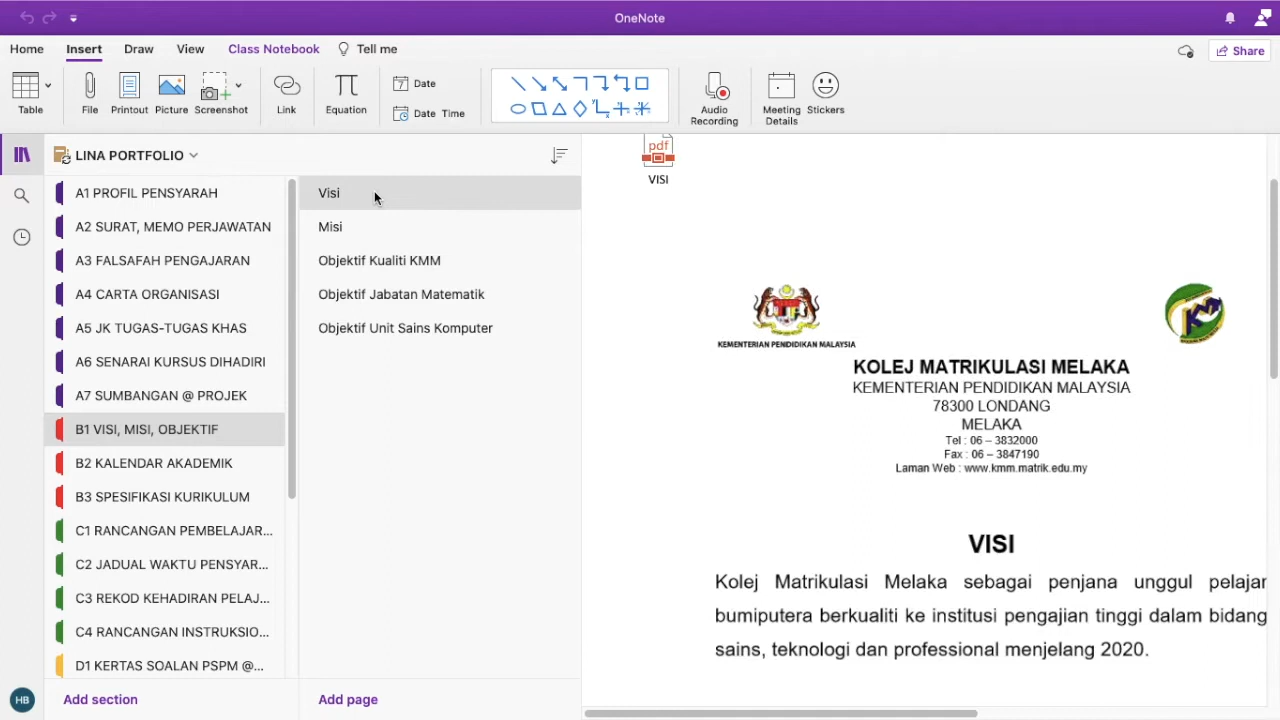 OneNote
Home Insert Draw View Class Notebook Tell me
Share
Table File Printout Picture Screenshot Link Equation
Date
Date Time
Audio Recording
Meeting Details
Stickers
LINA PORTFOLIO
A1 PROFIL PENSYARAH
A2 SURAT, MEMO PERJAWATAN
A3 FALSAFAH PENGAJARAN
A4 CARTA ORGANISASI
A5 JK TUGAS-TUGAS KHAS
A6 SENARAI KURSUS DIHADIRI
A7 SUMBANGAN @ PROJEK
B1 VISI, MISI, OBJEKTIF
B2 KALENDAR AKADEMIK
B3 SPESIFIKASI KURIKULUM
C1 RANCANGAN PEMBELAJAR...
C2 JADUAL WAKTU PENSYAR...
C3 REKOD KEHADIRAN PELAJ...
C4 RANCANGAN INSTRUKSIO...
D1 KERTAS SOALAN PSPM @...
HB
Add section
Visi
Misi
Objektif Kualiti KMM
Objektif Jabatan Matematik
Objektif Unit Sains Komputer
Add page
pdf
VISI
KEMENTERIAN PENDIDIKAN MALAYSIA
KOLEJ MATRIKULASI MELAKA
KEMENTERIAN PENDIDIKAN MALAYSIA
78300 LONDANG
MELAKA
Tel : 06 – 3832000
Fax : 06 – 3847190
Laman Web : www.kmm.matrik.edu.my
VISI
Kolej Matrikulasi Melaka sebagai penjana unggul pelajar
bumiputera berkualiti ke institusi pengajian tinggi dalam bidang
sains, teknologi dan professional menjelang 2020.